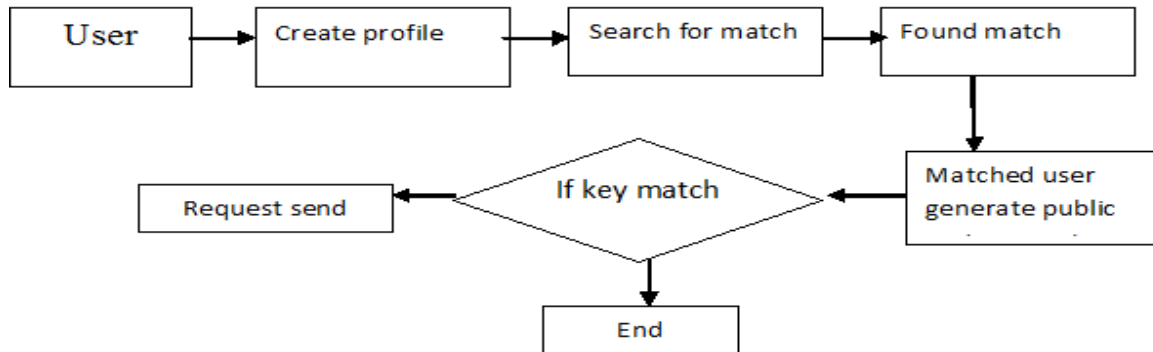 User
Create profile
Search for match
Found match
Matched user
generate public
If key match
Request send
End